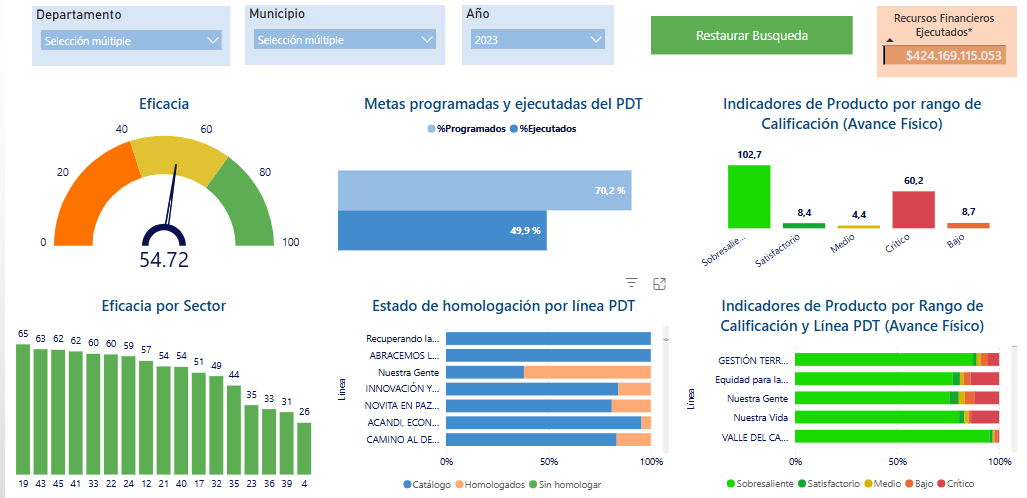 Departamento
Selección múltiple
Municipio
Selección múltiple
Año
2023
Restaurar Busqueda
Recursos Financieros
Ejecutados*
$424.169.115.053
Eficacia
0
20
40
60
80
100
54.72
Metas programadas y ejecutadas del PDT
%Programados %Ejecutados
70,2 %
49,9 %
Indicadores de Producto por rango de
Calificación (Avance Físico)
102,7
8,4
4,4
60,2
8,7
Sobresalie...
Satisfactorio
Medio
Crítico
Bajo
Eficacia por Sector
65 43 62 62 60 60 59 57 54 54 51 49 44 35 33 31 26
19 43 45 41 33 22 24 12 21 40 17 32 35 23 36 39 4
Estado de homologación por línea PDT
Línea
Recuperando la...
ABRACEMOS L...
Nuestra Gente
INNOVACIÓN Y...
NOVITA EN PAZ...
ACANDI, ECON...
CAMINO AL DE...
0% 50% 100%
Catálogo Homologados Sin homologar
Indicadores de Producto por Rango de
Calificación y Línea PDT (Avance Físico)
Línea
GESTIÓN TERR...
Equidad para la...
Nuestra Gente
Nuestra Vida
VALLE DEL CA...
0% 50% 100%
Sobresaliente Satisfactorio Medio Bajo Crítico